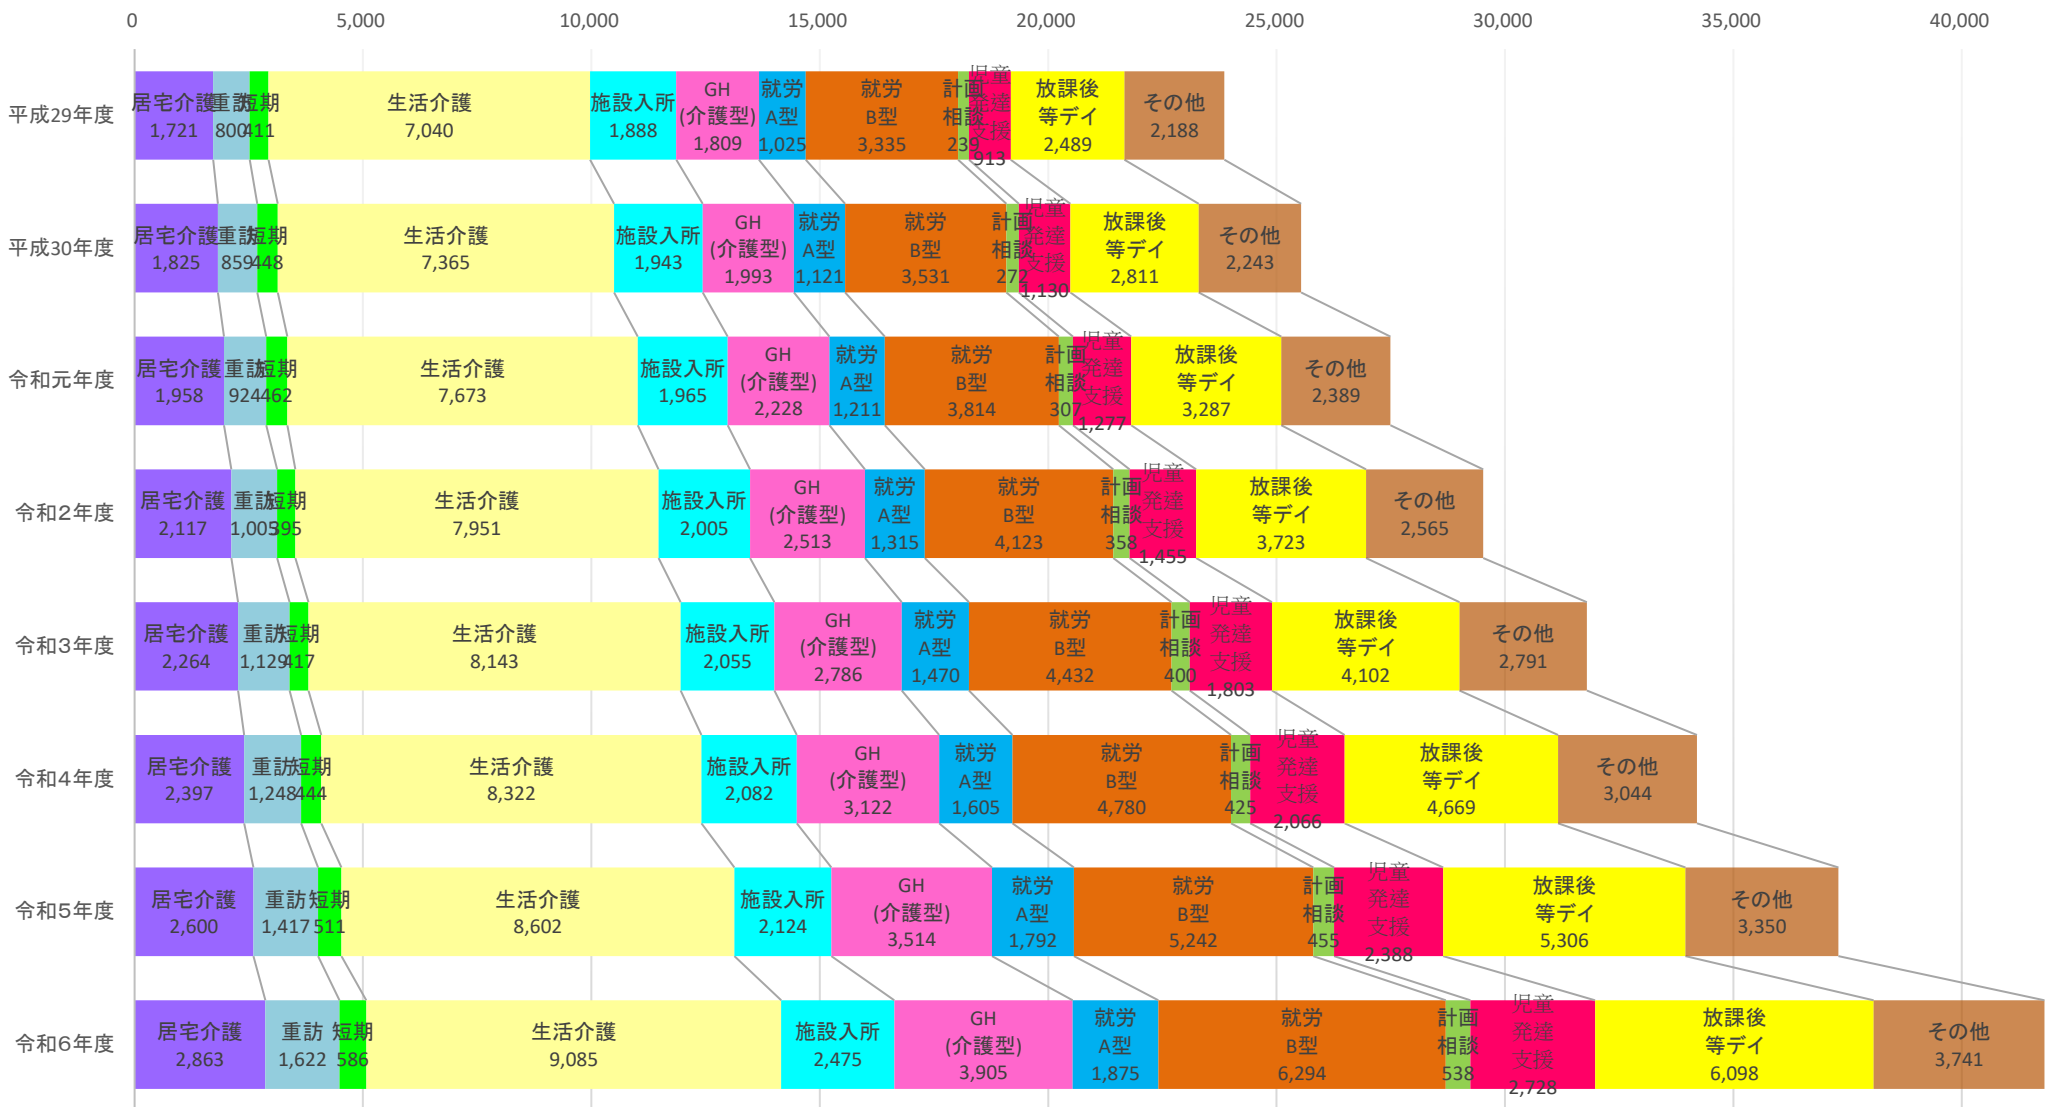 0 5,000 10,000 15,000 20,000 25,000 30,000 35,000 40,000
平成29年度
居宅介護
1,721
重訪
800
短期
411
生活介護
7,040
施設入所
1,888
GH
(介護型)
1,809
就労
A型
1,025
就労
B型
3,335
計画
相談
239
児童
発達
支援
913
放課後
等デイ
2,489
その他
2,188
平成30年度
居宅介護
1,825
重訪
859
短期
448
生活介護
7,365
施設入所
1,943
GH
(介護型)
1,993
就労
A型
1,121
就労
B型
3,531
計画
相談
272
児童
発達
支援
1,130
放課後
等デイ
2,811
その他
2,243
令和元年度
居宅介護
1,958
重訪
924
短期
462
生活介護
7,673
施設入所
1,965
GH
(介護型)
2,228
就労
A型
1,211
就労
B型
3,814
計画
相談
307
児童
発達
支援
1,277
放課後
等デイ
3,287
その他
2,389
令和２年度
居宅介護
2,117
重訪
1,005
短期
395
生活介護
7,951
施設入所
2,005
GH
(介護型)
2,513
就労
A型
1,315
就労
B型
4,123
計画
相談
358
児童
発達
支援
1,455
放課後
等デイ
3,723
その他
2,565
令和３年度
居宅介護
2,264
重訪
1,129
短期
417
生活介護
8,143
施設入所
2,055
GH
(介護型)
2,786
就労
A型
1,470
就労
B型
4,432
計画
相談
400
児童
発達
支援
1,803
放課後
等デイ
4,102
その他
2,791
令和４年度
居宅介護
2,397
重訪
1,248
短期
444
生活介護
8,322
施設入所
2,082
GH
(介護型)
3,122
就労
A型
1,605
就労
B型
4,780
計画
相談
425
児童
発達
支援
2,066
放課後
等デイ
4,669
その他
3,044
令和５年度
居宅介護
2,600
重訪
1,417
短期
511
生活介護
8,602
施設入所
2,124
GH
(介護型)
3,514
就労
A型
1,792
就労
B型
5,242
計画
相談
455
児童
発達
支援
2,388
放課後
等デイ
5,306
その他
3,350
令和６年度
居宅介護
2,863
重訪
1,622
短期
586
生活介護
9,085
施設入所
2,475
GH
(介護型)
3,905
就労
A型
1,875
就労
B型
6,294
計画
相談
538
児童
発達
支援
2,728
放課後
等デイ
6,098
その他
3,741